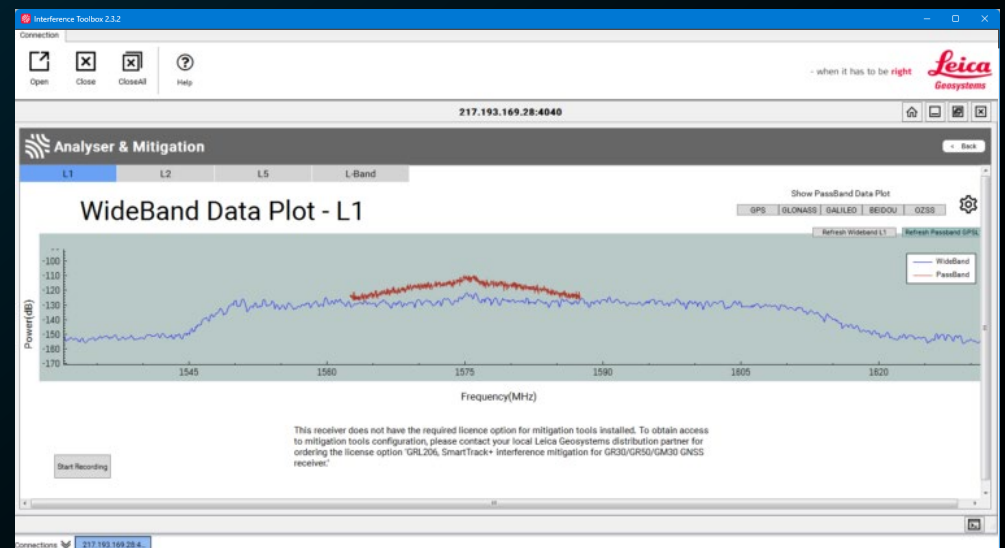 Interference Toolbox 2.3.2
Connection
Open Close CloseAll Help
- when it has to be right
Leica
Geosystems
217.193.169.28:4040
Analyser & Mitigation
< Back
L1 L2 L5 L-Band
WideBand Data Plot - L1
Show PassBand Data Plot
GPS GLONASS GALILEO BEIDOU QZSS
Refresh Wideband L1 Refresh Passband GPSL
WideBand
PassBand
Power(dB)
-100
-110
-120
-130
-140
-150
-160
-170
1545 1560 1575 1590 1605 1620
Frequency(MHz)
This receiver does not have the required licence option for mitigation tools installed. To obtain access
to mitigation tools configuration, please contact your local Leica Geosystems distribution partner for
ordering the license option 'GRL206, SmartTrack+ interference mitigation for GR30/GR50/GM30 GNSS
receiver.'
Start Recording
Connections 217.193.169.28:4...